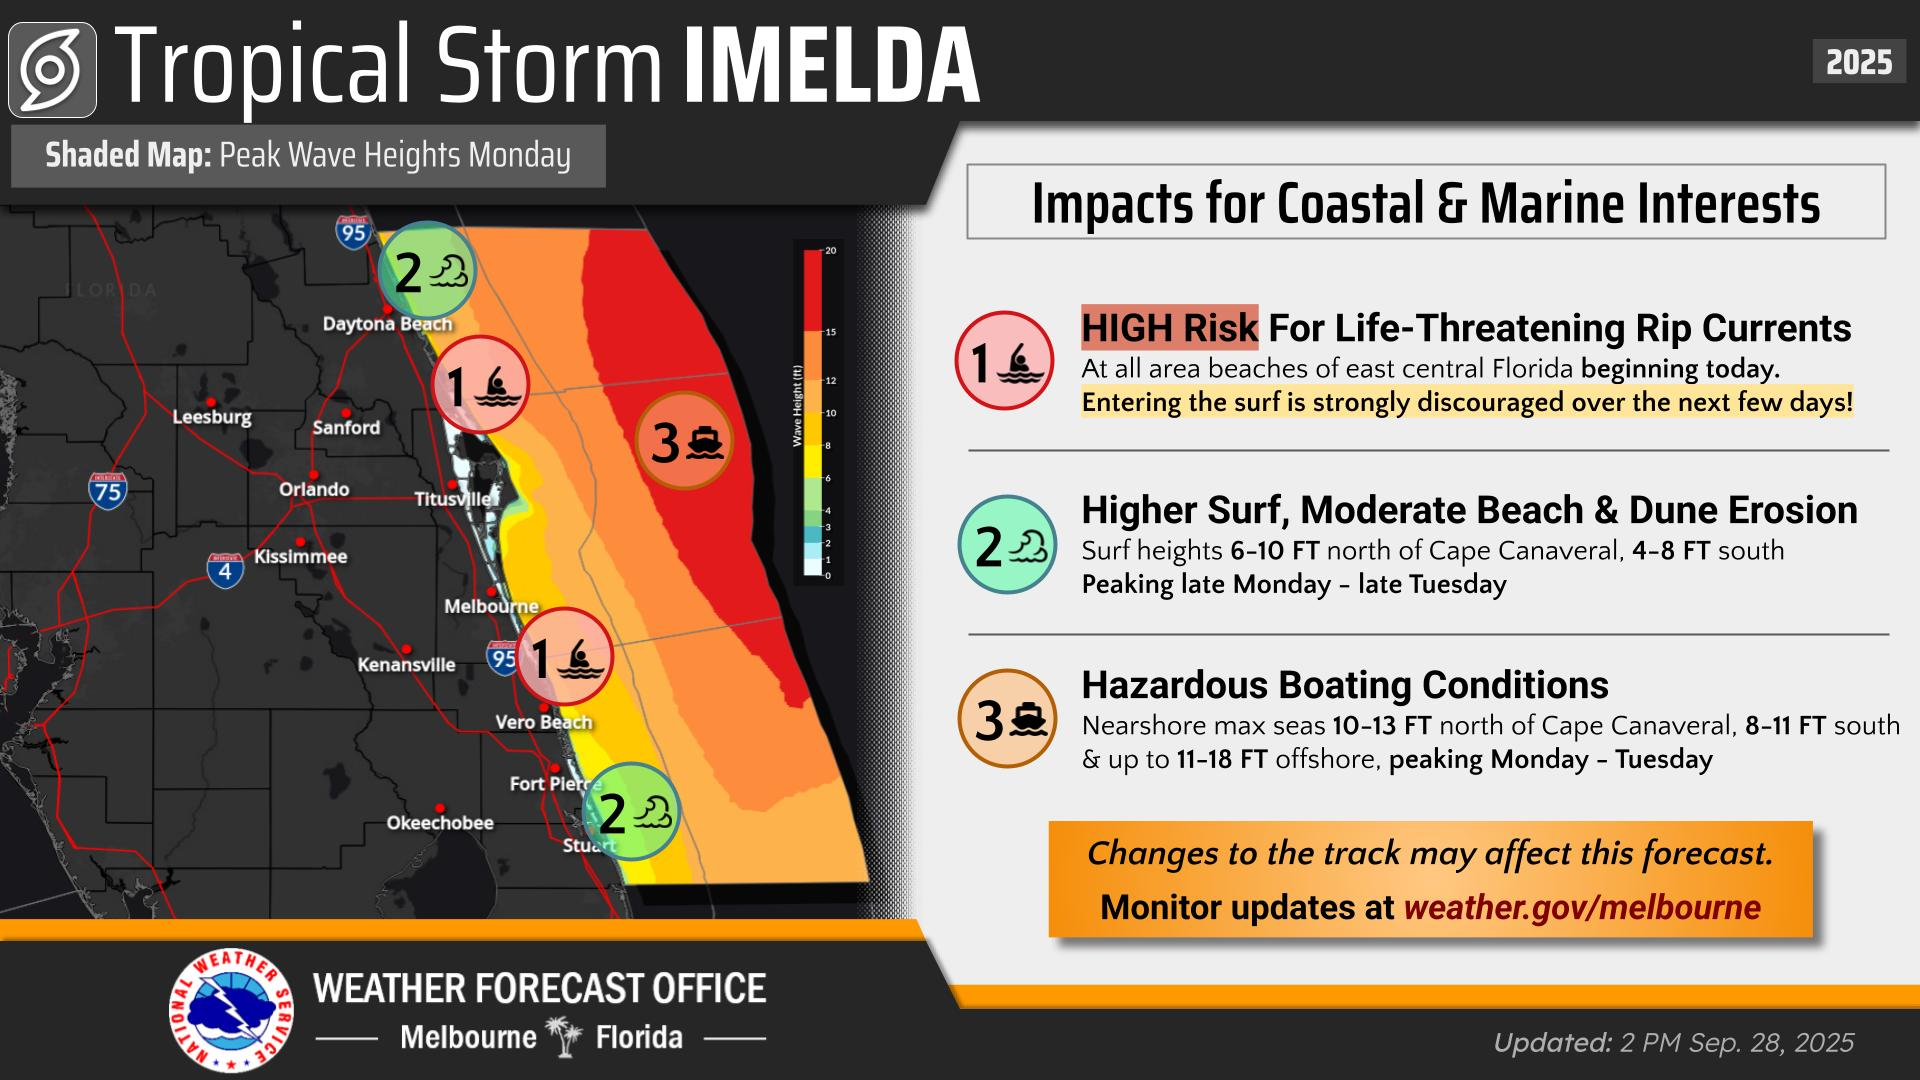 Tropical Storm IMELDA
2025
Shaded Map: Peak Wave Heights Monday
FLORIDA
95
2
Daytona Beach
1
Leesburg
Sanford
3
75
Orlando
Titusville
4
Kissimmee
Melbourne
95
1
Kenansville
Vero Beach
Fort Pierce
2
Okeechobee
Stuart
Wave Height (ft)
20
15
12
10
8
6
4
3
2
1
0
Impacts for Coastal & Marine Interests
1
HIGH Risk For Life-Threatening Rip Currents
At all area beaches of east central Florida beginning today.
Entering the surf is strongly discouraged over the next few days!
2
Higher Surf, Moderate Beach & Dune Erosion
Surf heights 6-10 FT north of Cape Canaveral, 4-8 FT south
Peaking late Monday - late Tuesday
3
Hazardous Boating Conditions
Nearshore max seas 10-13 FT north of Cape Canaveral, 8-11 FT south
& up to 11-18 FT offshore, peaking Monday - Tuesday
Changes to the track may affect this forecast.
Monitor updates at weather.gov/melbourne
NATIONAL WEATHER SERVICE
WEATHER FORECAST OFFICE
Melbourne Florida
Updated: 2 PM Sep. 28, 2025